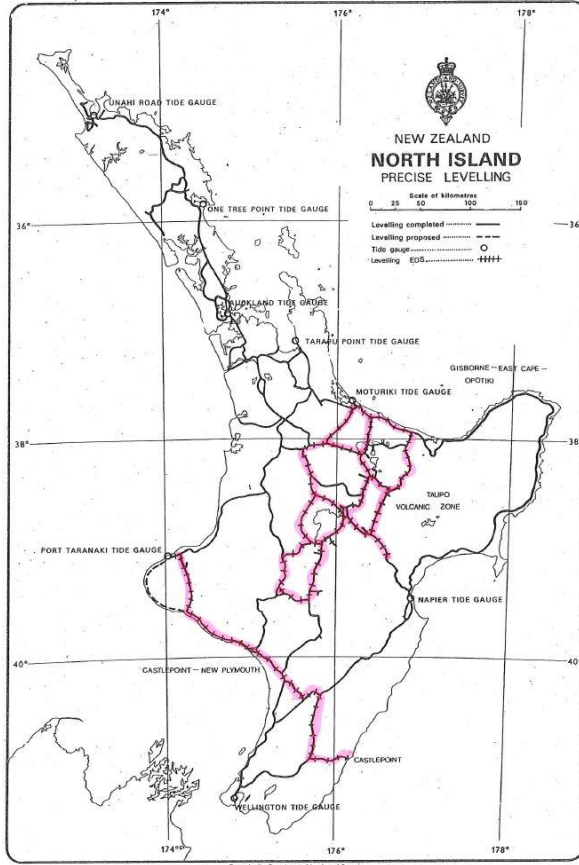 174°
176°
178°
UNAHI ROAD TIDE GAUGE
NEW ZEALAND
NORTH ISLAND
PRECISE LEVELLING
Scale of kilometres
0 25 50 100 150
ONE TREE POINT TIDE GAUGE
36°
36°
Levelling completed
Levelling proposed
Tide gauge
Levelling EDS
AUCKLAND TIDE GAUGE
TARARU POINT TIDE GAUGE
GISBORNE – EAST CAPE –
OPOTIKI
MOTURIKI TIDE GAUGE
38°
38°
TAUPO
VOLCANIC ZONE
PORT TARANAKI TIDE GAUGE
NAPIER TIDE GAUGE
40°
40°
CASTLEPOINT – NEW PLYMOUTH
CASTLEPOINT
WELLINGTON TIDE GAUGE
174°
176°
178°